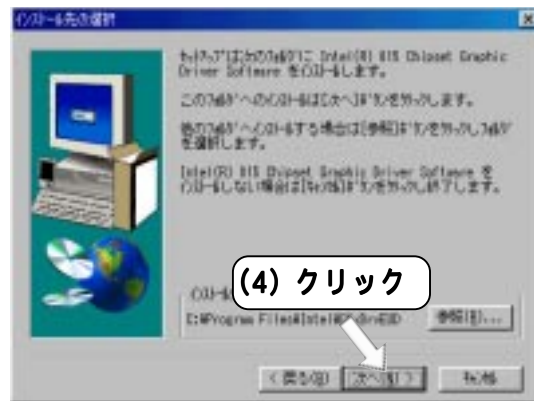 インストール先の選択
セットアップは次のフォルダに Intel(R) 815 Chipset Graphic
Driver Software をインストールします。
このフォルダへのインストールは[次へ]ボタンをクリックします。
他のフォルダへインストールする場合は[参照]ボタンをクリックしフォルダ
を選択します。
Intel(R) 815 Chipset Graphic Driver Software を
インストールしない場合は[キャンセル]ボタンをクリックし終了します。
(4) クリック
C:¥Program Files¥Intel
参照(R)...
< 戻る(B)
次へ(N) >
キャンセル